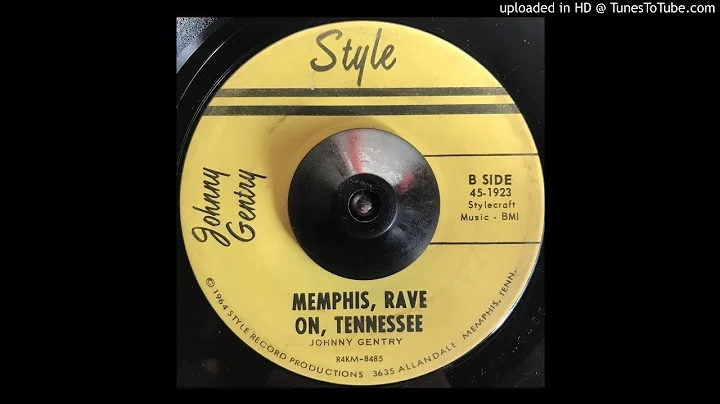 uploaded in HD @ TunesToTube.com
Style
Johnny
Gentry
B SIDE
45-1923
Stylecraft
Music - BMI
MEMPHIS, RAVE
ON, TENNESSEE
JOHNNY GENTRY
R4KM-8485
© 1964 STYLE RECORD PRODUCTIONS 3635 ALLANDALE MEMPHIS, TENN.